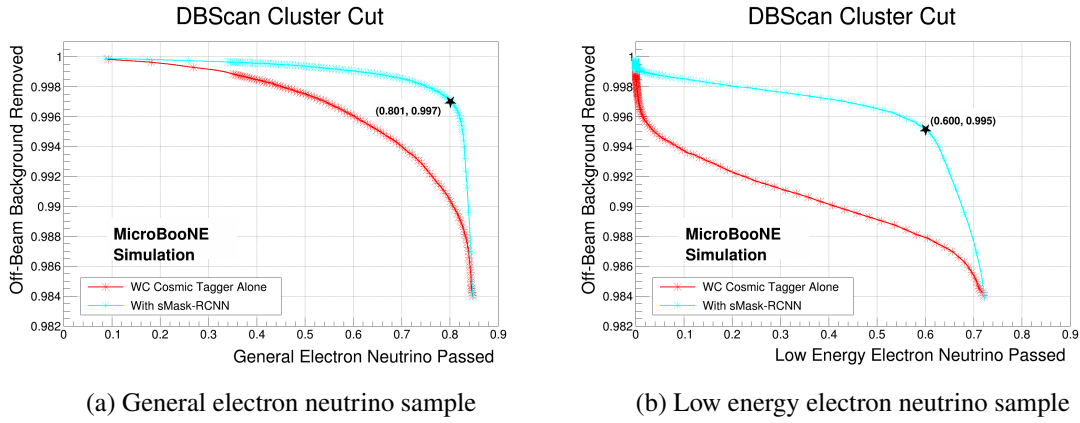 DBScan Cluster Cut
Off-Beam Background Removed
1
0.998
0.996
0.994
0.992
0.99
0.988
0.986
0.984
0.982
(0.801, 0.997)
MicroBooNE
Simulation
WC Cosmic Tagger Alone
With sMask-RCNN
0 0.1 0.2 0.3 0.4 0.5 0.6 0.7 0.8 0.9
General Electron Neutrino Passed
(a) General electron neutrino sample
DBScan Cluster Cut
Off-Beam Background Removed
1
0.998
0.996
0.994
0.992
0.99
0.988
0.986
0.984
0.982
(0.600, 0.995)
MicroBooNE
Simulation
WC Cosmic Tagger Alone
With sMask-RCNN
0 0.1 0.2 0.3 0.4 0.5 0.6 0.7 0.8 0.9
Low Energy Electron Neutrino Passed
(b) Low energy electron neutrino sample